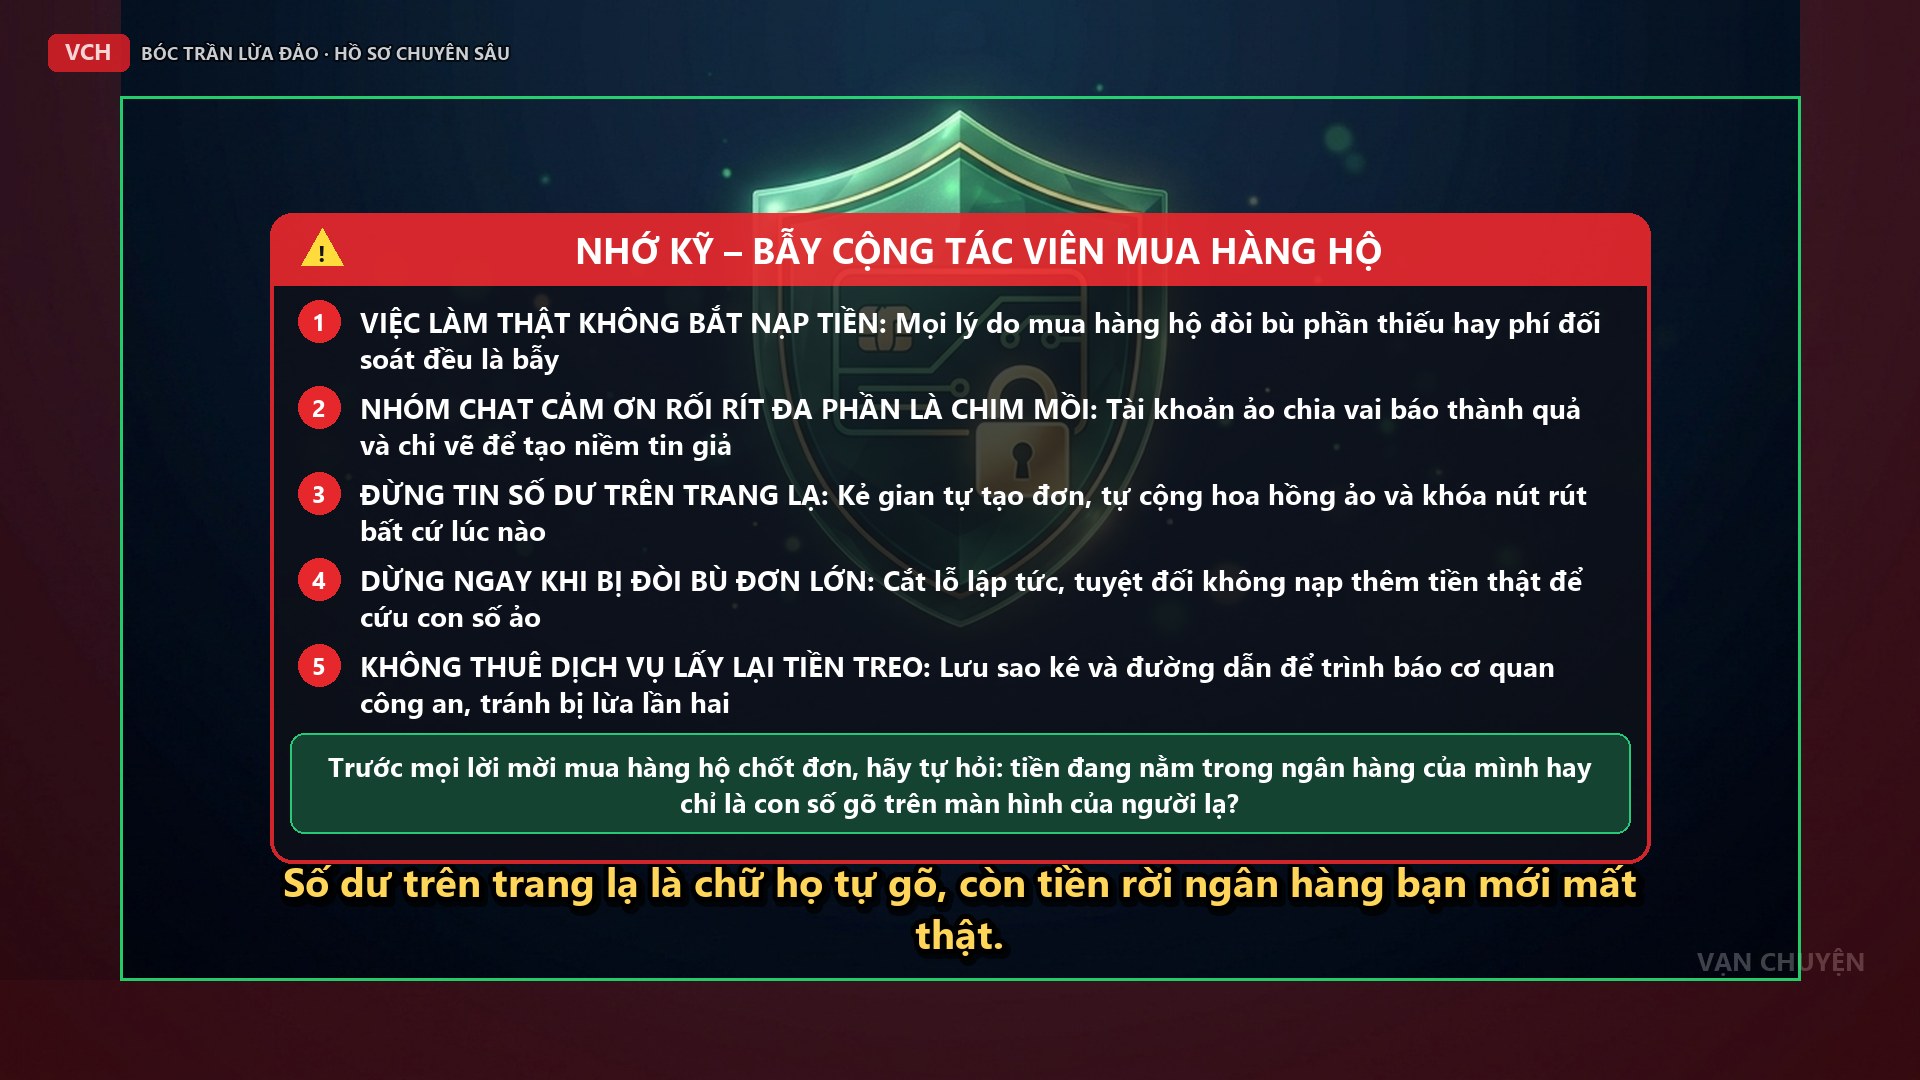 VCH
BÓC TRẦN LỪA ĐẢO · HỒ SƠ CHUYÊN SÂU
NHỚ KỸ – BẪY CỘNG TÁC VIÊN MUA HÀNG HỘ
1 VIỆC LÀM THẬT KHÔNG BẮT NẠP TIỀN: Mọi lý do mua hàng hộ đòi bù phần thiếu hay phí đối
soát đều là bẫy
2 NHÓM CHAT CẢM ƠN RỐI RÍT ĐA PHẦN LÀ CHIM MỒI: Tài khoản ảo chia vai báo thành quả
và chỉ vẽ để tạo niềm tin giả
3 ĐỪNG TIN SỐ DƯ TRÊN TRANG LẠ: Kẻ gian tự tạo đơn, tự cộng hoa hồng ảo và khóa nút rút
bất cứ lúc nào
4 DỪNG NGAY KHI BỊ ĐÒI BÙ ĐƠN LỚN: Cắt lỗ lập tức, tuyệt đối không nạp thêm tiền thật để
cứu con số ảo
5 KHÔNG THUÊ DỊCH VỤ LẤY LẠI TIỀN TREO: Lưu sao kê và đường dẫn để trình báo cơ quan
công an, tránh bị lừa lần hai
Trước mọi lời mời mua hàng hộ chốt đơn, hãy tự hỏi: tiền đang nằm trong ngân hàng của mình hay
chỉ là con số gõ trên màn hình của người lạ?
Số dư trên trang lạ là chữ họ tự gõ, còn tiền rời ngân hàng bạn mới mất
thật.
VẠN CHUYỆN